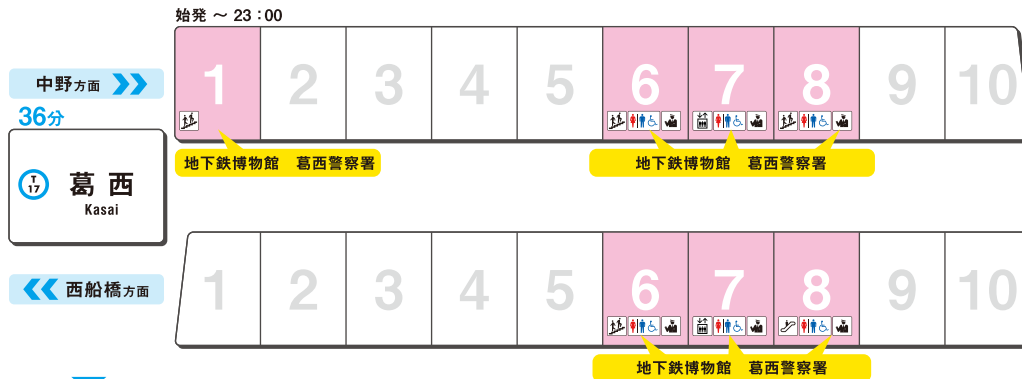 始発 ～ 23：00
中野方面
36分
T
17
葛西
Kasai
1 2 3 4 5 6 7 8 9 10
地下鉄博物館 葛西警察署
地下鉄博物館 葛西警察署
西船橋方面
1 2 3 4 5 6 7 8 9 10
地下鉄博物館 葛西警察署